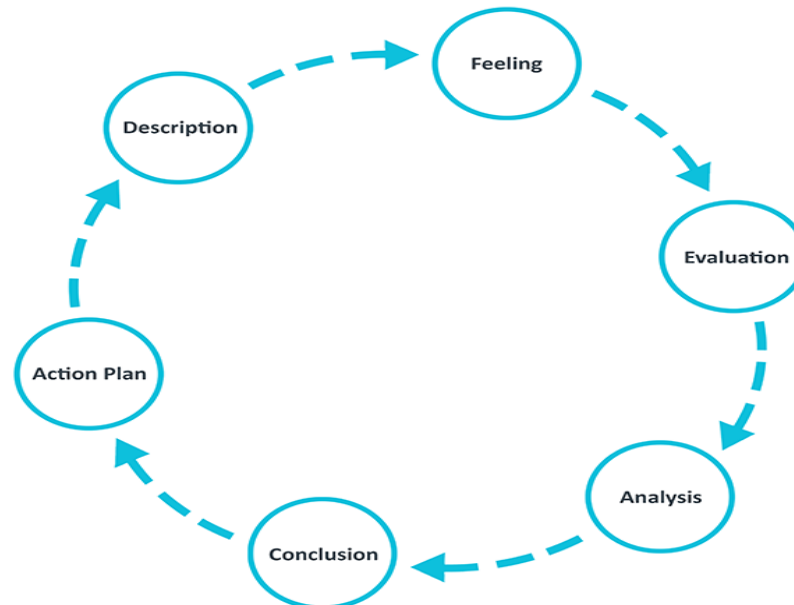 Feeling
Description
Evaluation
Action Plan
Analysis
Conclusion